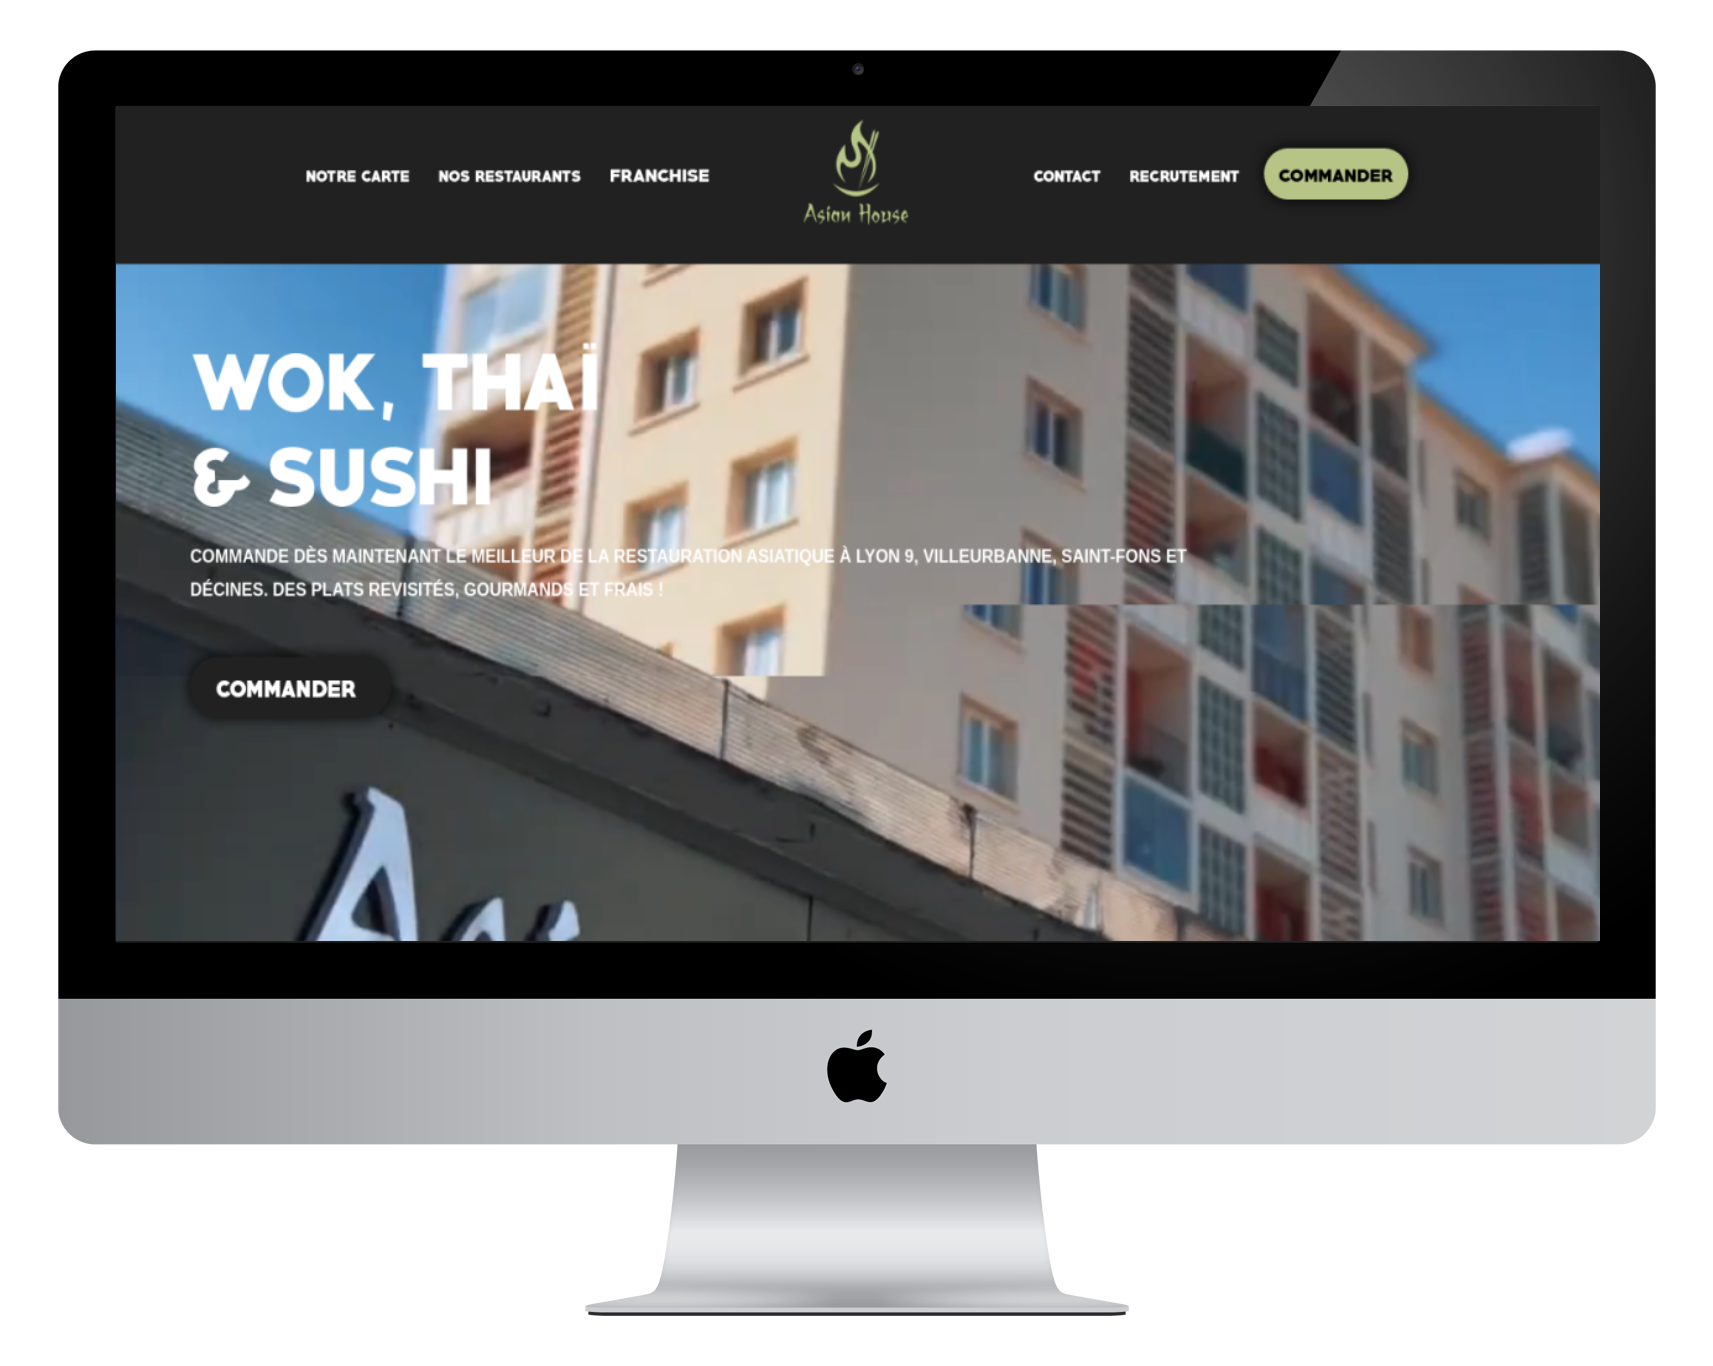 NOTRE CARTE NOS RESTAURANTS FRANCHISE
Asian House
CONTACT RECRUTEMENT COMMANDER
WOK, THAÏ
& SUSHI
COMMANDE DÈS MAINTENANT LE MEILLEUR DE LA RESTAURATION ASIATIQUE À LYON 9, VILLEURBANNE, SAINT-FONS ET
DÉCINES. DES PLATS REVISITÉS, GOURMANDS ET FRAIS !
COMMANDER